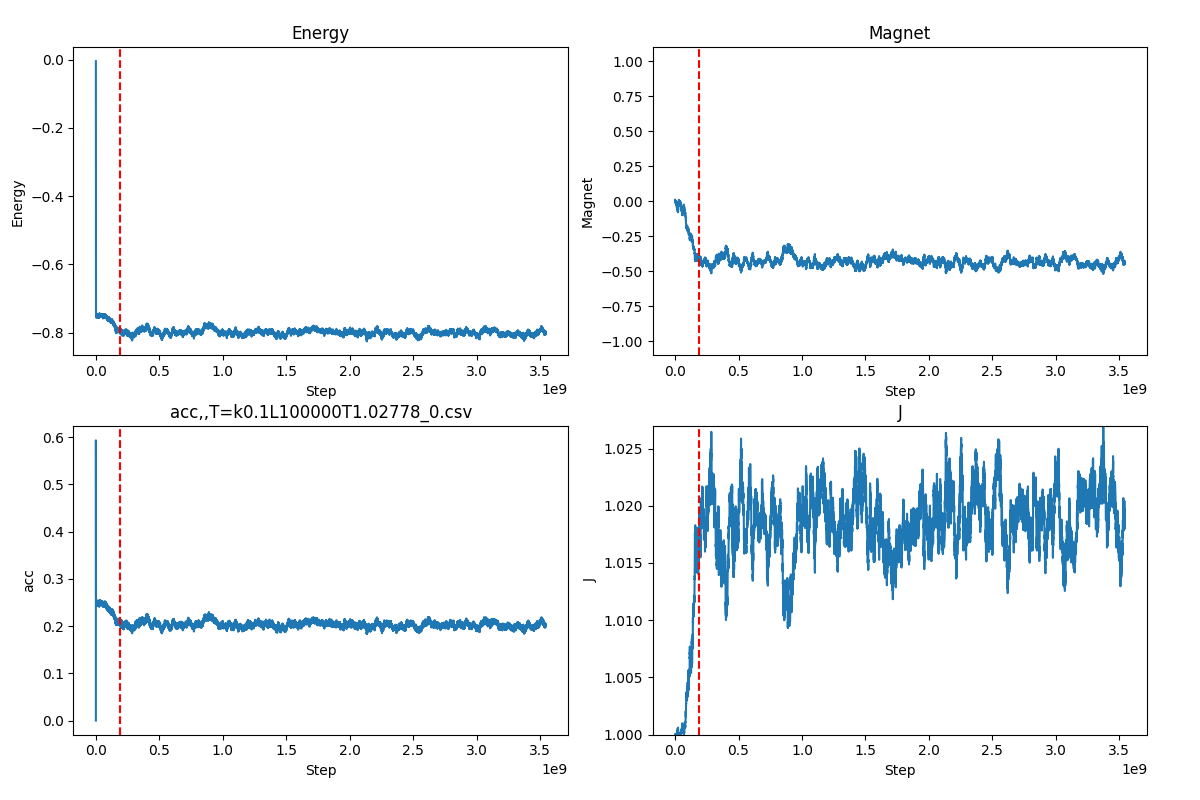 Energy
Energy
0.0
−0.2
−0.4
−0.6
−0.8
0.0 0.5 1.0 1.5 2.0 2.5 3.0 3.5
Step
1e9
Magnet
Magnet
1.00
0.75
0.50
0.25
0.00
−0.25
−0.50
−0.75
−1.00
0.0 0.5 1.0 1.5 2.0 2.5 3.0 3.5
Step
1e9
acc,,T=k0.1L100000T1.02778_0.csv
acc
0.6
0.5
0.4
0.3
0.2
0.1
0.0
0.0 0.5 1.0 1.5 2.0 2.5 3.0 3.5
Step
1e9
J
J
1.025
1.020
1.015
1.010
1.005
1.000
0.0 0.5 1.0 1.5 2.0 2.5 3.0 3.5
Step
1e9